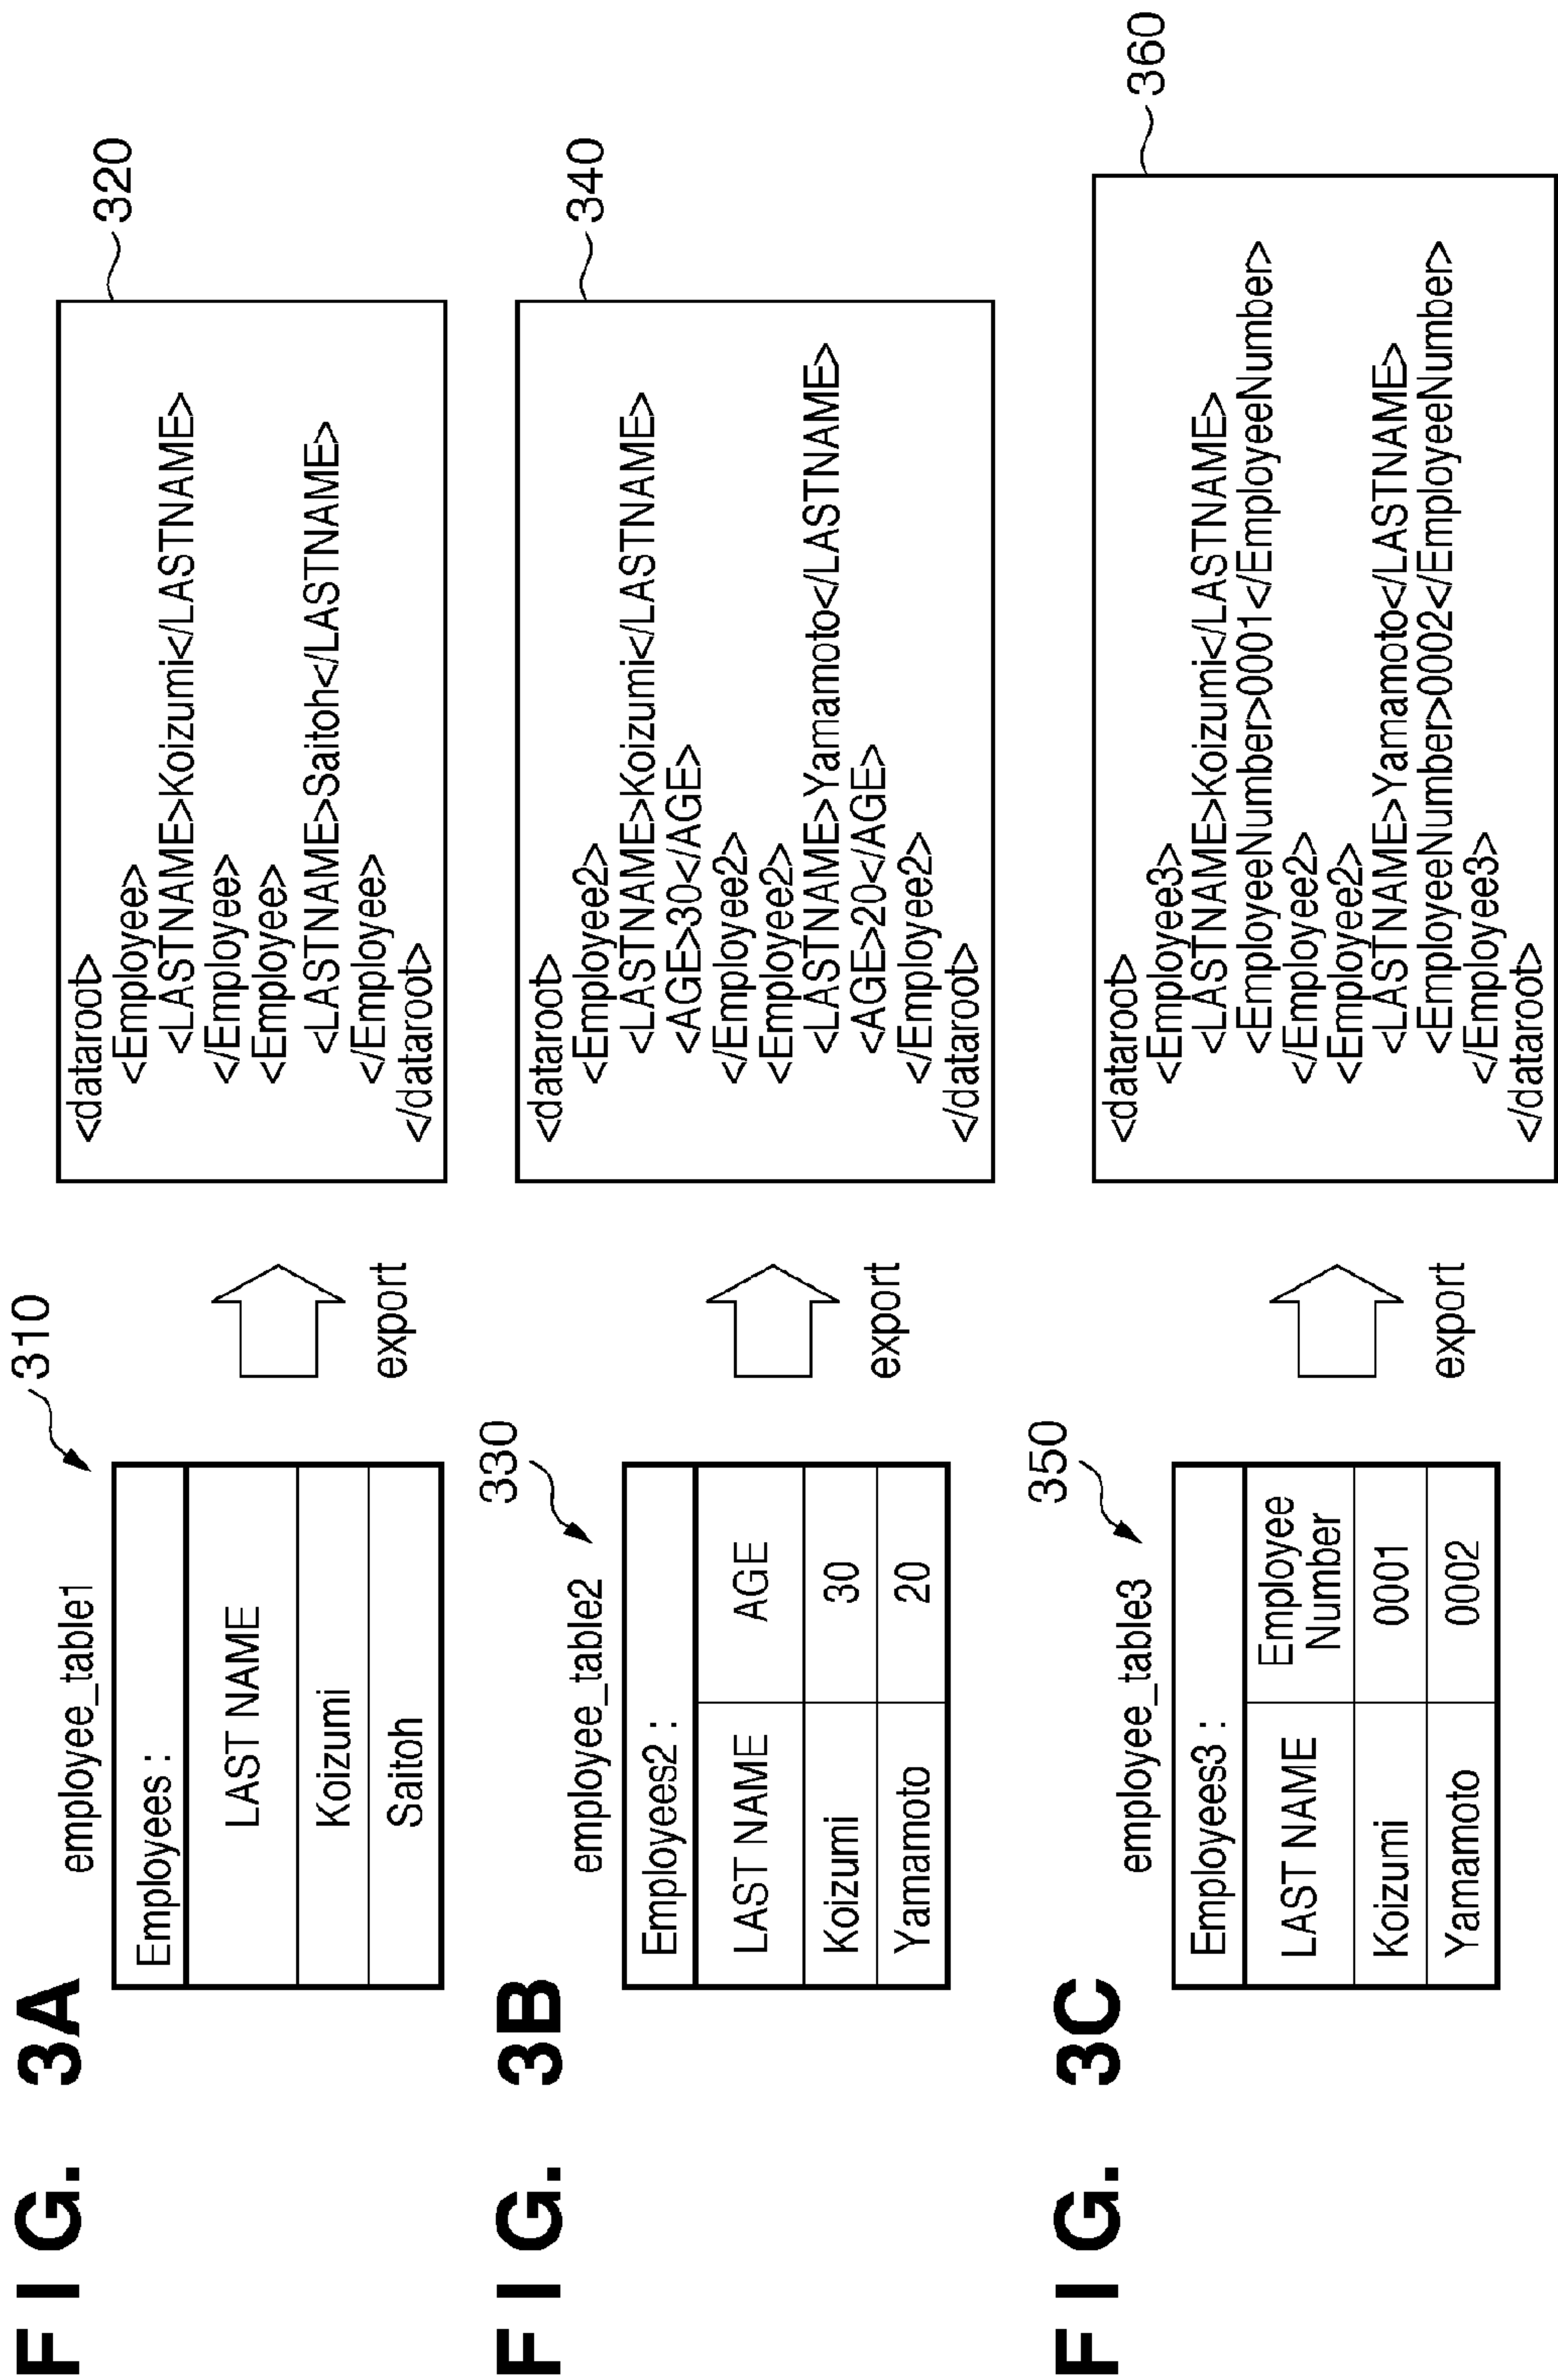 FIG. 3A
employee_table1
310
Employees :
LAST NAME
Koizumi
Saitoh
export
320
<dataroot>
<Employee>
<LASTNAME>Koizumi</LASTNAME>
</Employee>
<Employee>
<LASTNAME>Saitoh</LASTNAME>
</Employee>
</dataroot>
FIG. 3B
employee_table2
330
Employees2 :
LAST NAME AGE
Koizumi 30
Yamamoto 20
export
340
<dataroot>
<Employee2>
<LASTNAME>Koizumi</LASTNAME>
<AGE>30</AGE>
</Employee2>
<Employee2>
<LASTNAME>Yamamoto</LASTNAME>
<AGE>20</AGE>
</Employee2>
</dataroot>
FIG. 3C
employee_table3
350
Employees3 :
LAST NAME Employee
Number
Koizumi 0001
Yamamoto 0002
export
360
<dataroot>
<Employee3>
<LASTNAME>Koizumi</LASTNAME>
<EmployeeNumber>0001</EmployeeNumber>
</Employee2>
<Employee2>
<LASTNAME>Yamamoto</LASTNAME>
<EmployeeNumber>0002</EmployeeNumber>
</Employee3>
</dataroot>